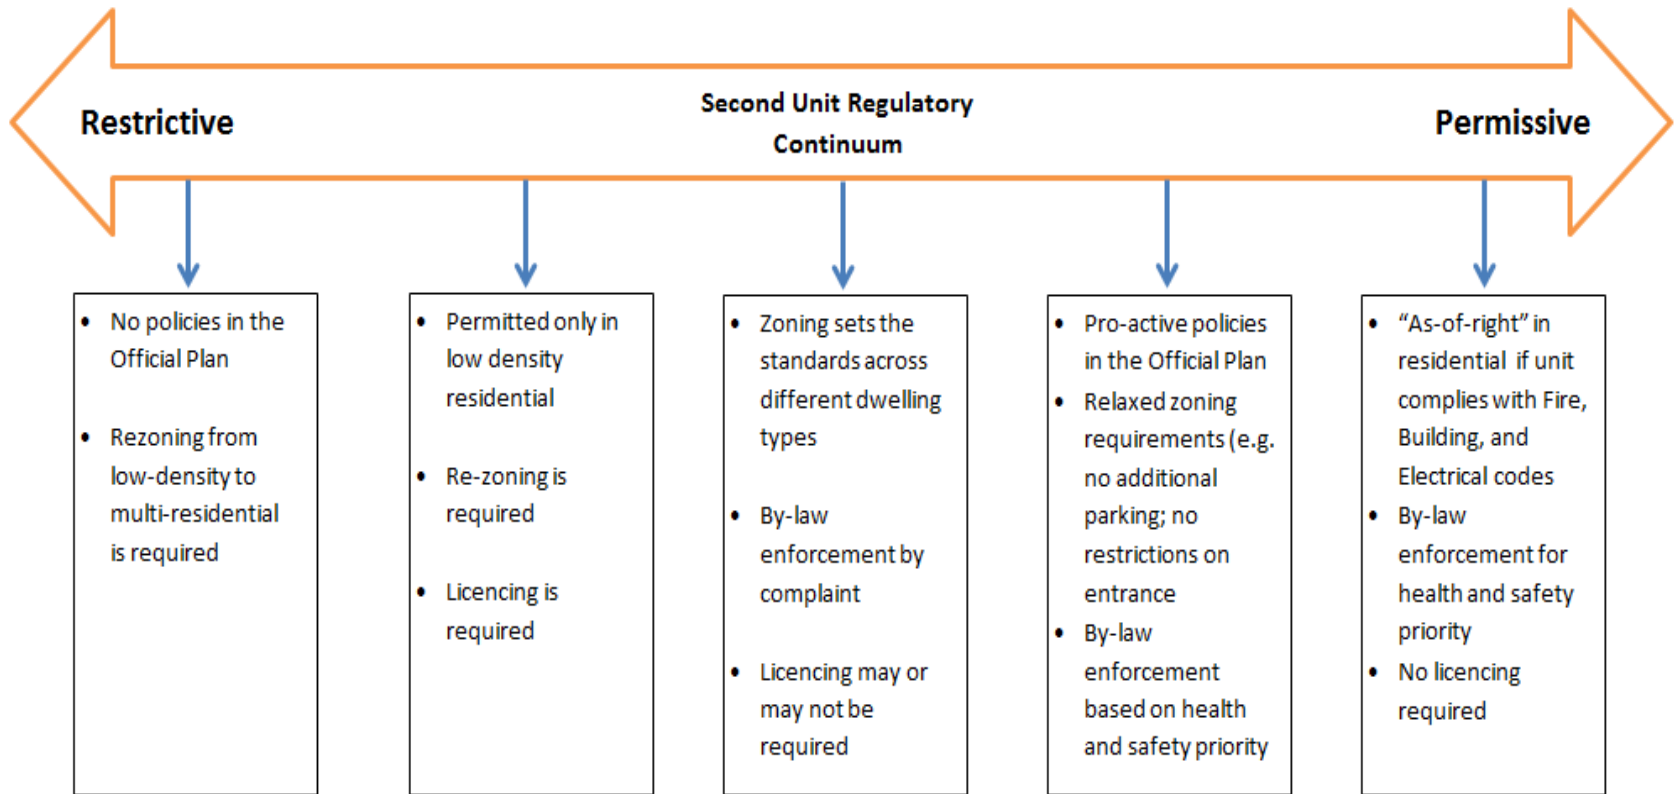 Restrictive
Second Unit Regulatory
Continuum
Permissive
• No policies in the
Official Plan
• Rezoning from
low-density to
multi-residential
is required
• Permitted only in
low density
residential
• Re-zoning is
required
• Licencing is
required
• Zoning sets the
standards across
different dwelling
types
• By-law
enforcement by
complaint
• Licencing may or
may not be
required
• Pro-active policies
in the Official Plan
• Relaxed zoning
requirements (e.g.
no additional
parking; no
restrictions on
entrance
• By-law
enforcement
based on health
and safety priority
• “As-of-right” in
residential if unit
complies with Fire,
Building, and
Electrical codes
• By-law
enforcement for
health and safety
priority
• No licencing
required